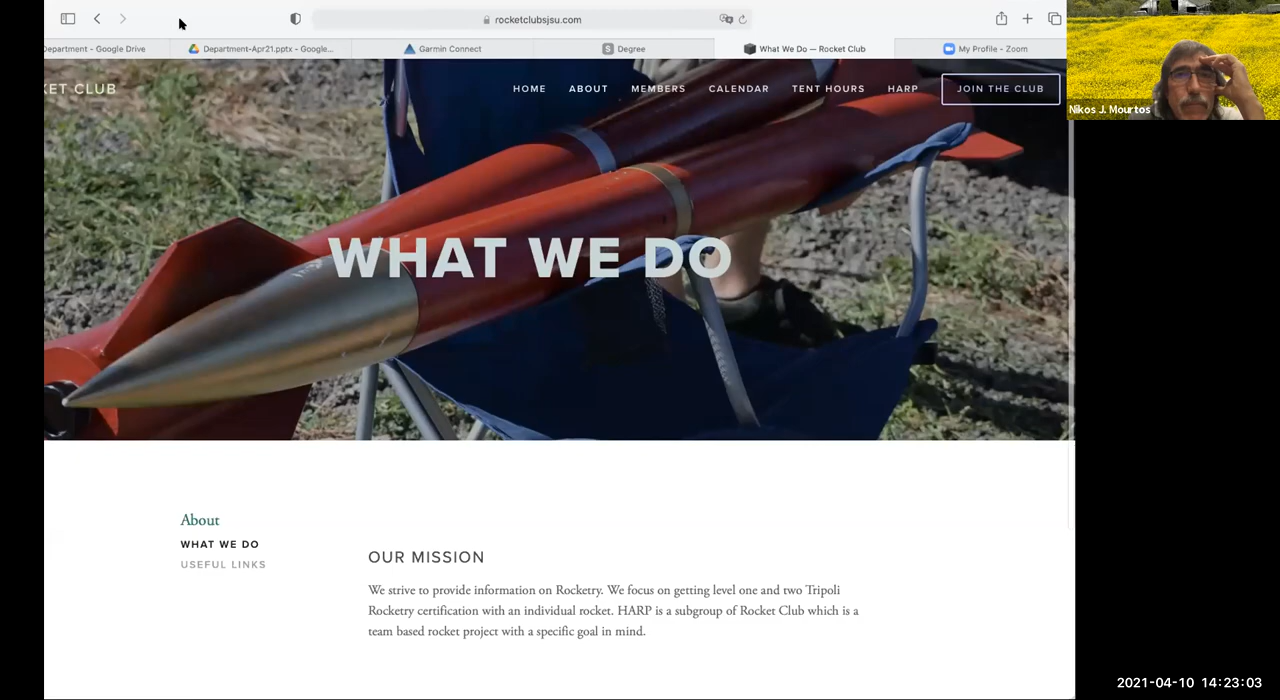 rocketclubsjsu.com
Department - Google Drive
Department-Apr21.pptx - Google...
Garmin Connect
S Degree
What We Do — Rocket Club
My Profile - Zoom
KET CLUB
HOME
ABOUT
MEMBERS
CALENDAR
TENT HOURS
HARP
JOIN THE CLUB
Nikos J. Mourtos
WHAT WE DO
About
WHAT WE DO
USEFUL LINKS
OUR MISSION
We strive to provide information on Rocketry. We focus on getting level one and two Tripoli
Rocketry certification with an individual rocket. HARP is a subgroup of Rocket Club which is a
team based rocket project with a specific goal in mind.
2021-04-10 14:23:03